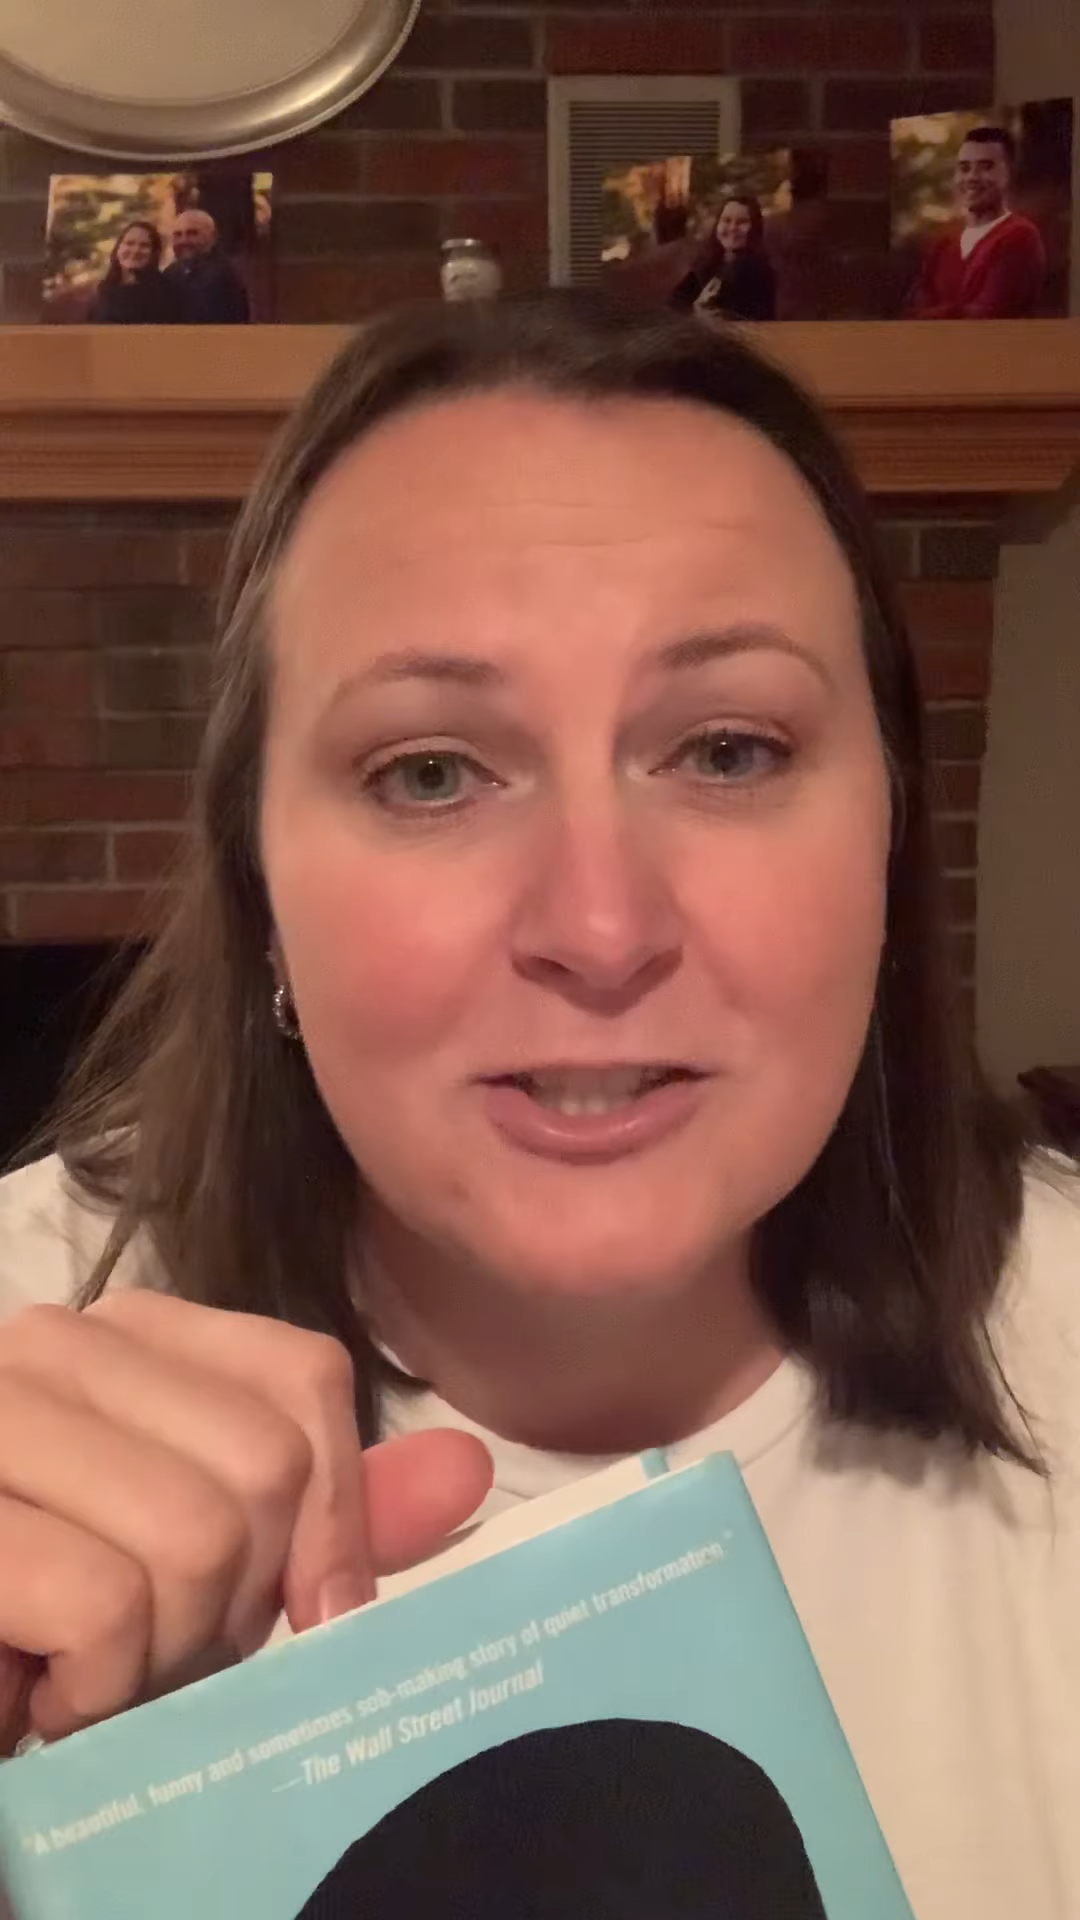 "A beautiful, funny and sometimes sob-making story of quiet transformation."
—The Wall Street Journal